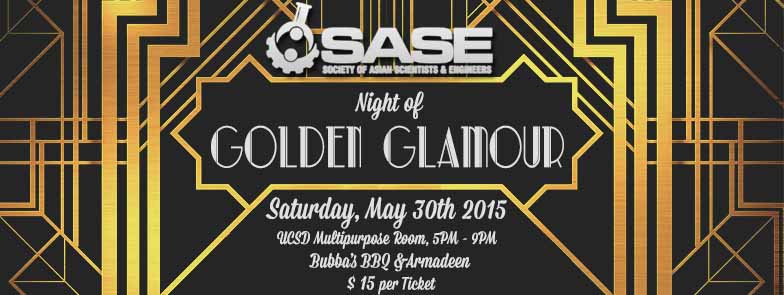 SASE
SOCIETY OF ASIAN SCIENTISTS & ENGINEERS
Night of
GOLDEN GLAMOUR
Saturday, May 30th 2015
UCSD Multipurpose Room, 5PM - 9PM
Bubba's BBQ & Armadeen
$ 15 per Ticket